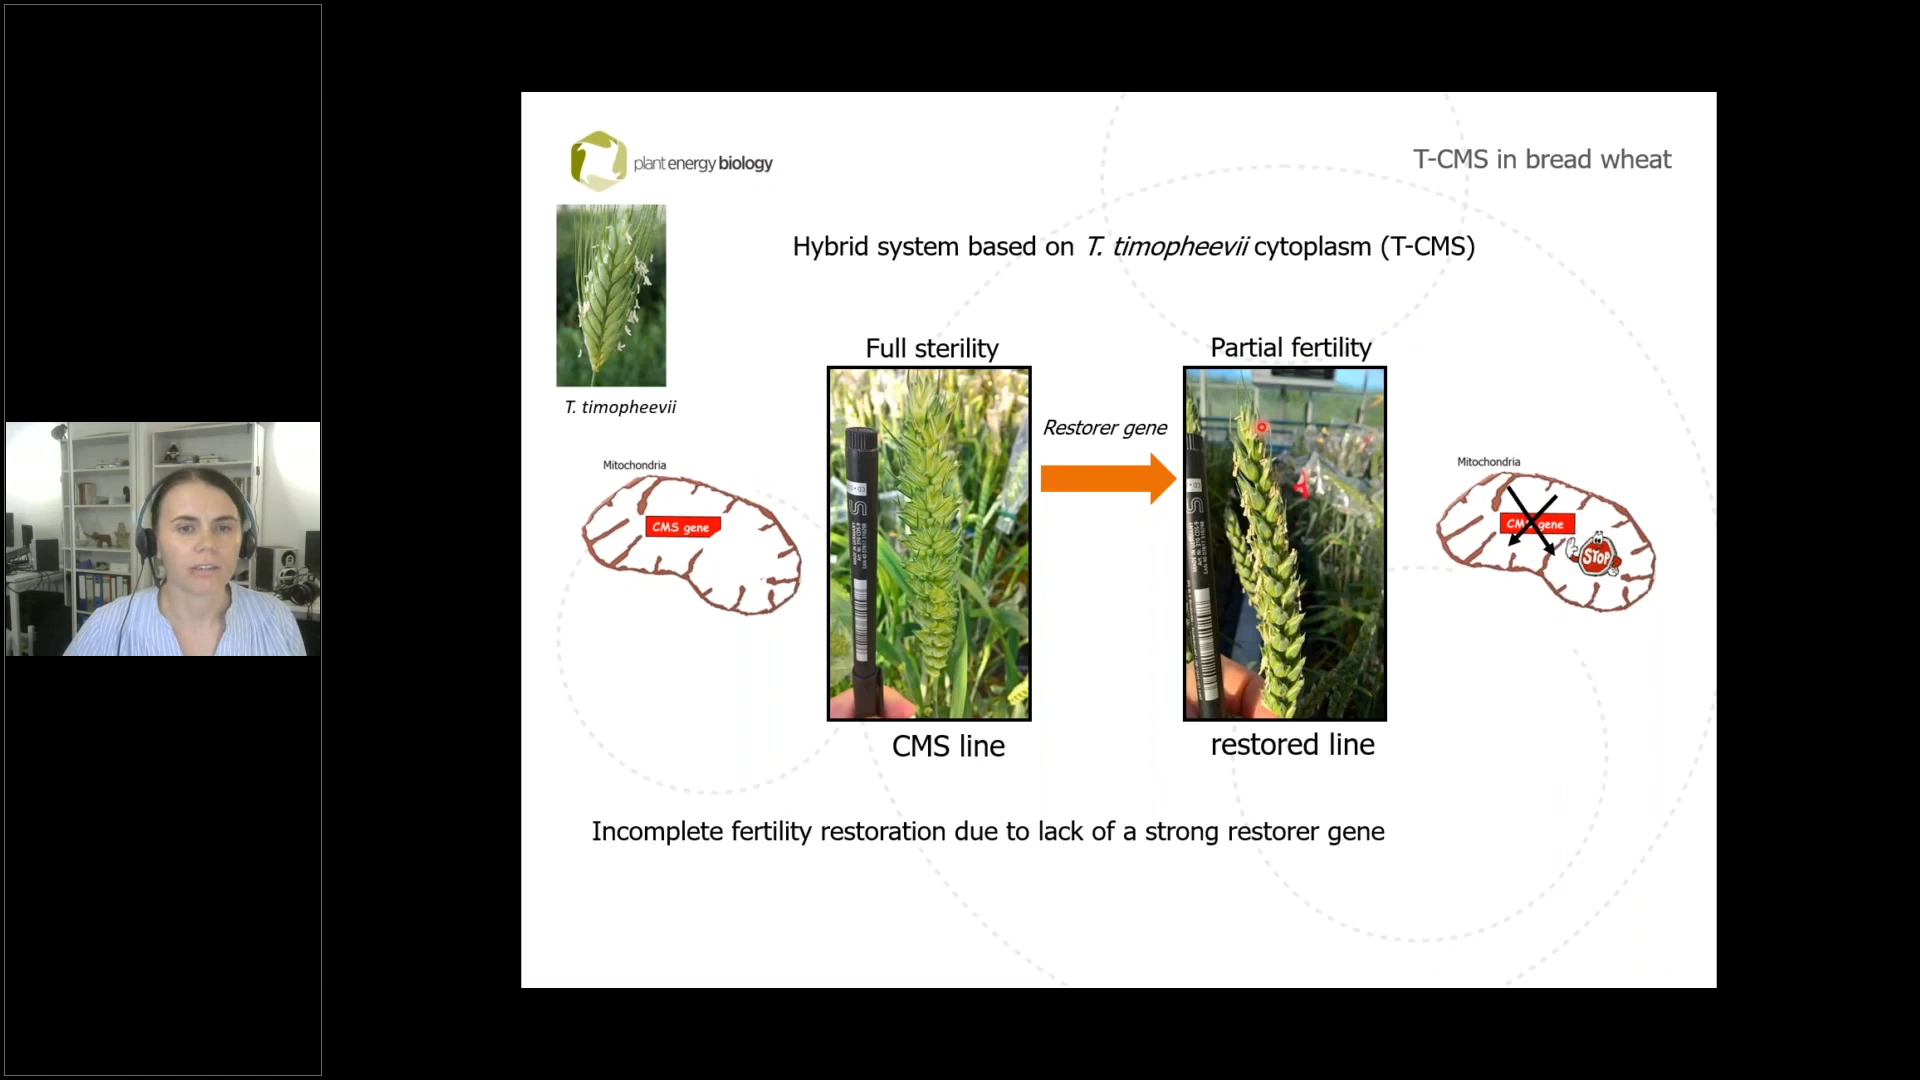 plant energy biology
T-CMS in bread wheat
Hybrid system based on T. timopheevii cytoplasm (T-CMS)
T. timopheevii
Full sterility
Partial fertility
Restorer gene
Mitochondria
CMS gene
Mitochondria
gene
STOP
CMS line
restored line
Incomplete fertility restoration due to lack of a strong restorer gene